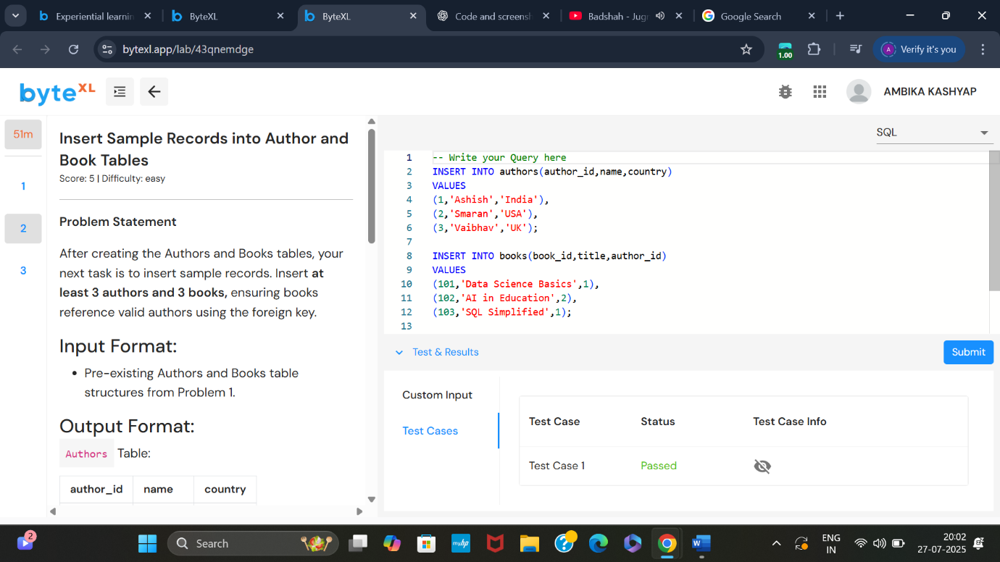 Experiential learnin
ByteXL
ByteXL
Code and screensh
Badshah - Jugn
Google Search
bytexl.app/lab/43qnemdge
1.00
A
Verify it's you
byteXL
AMBIKA KASHYAP
51m
1
2
3
Insert Sample Records into Author and
Book Tables
Score: 5 | Difficulty: easy
Problem Statement
After creating the Authors and Books tables, your
next task is to insert sample records. Insert at
least 3 authors and 3 books, ensuring books
reference valid authors using the foreign key.
Input Format:
• Pre-existing Authors and Books table
structures from Problem 1.
Output Format:
Authors Table:
author_id name country
SQL
1 -- Write your Query here
2 INSERT INTO authors(author_id,name,country)
3 VALUES
4 (1,'Ashish','India'),
5 (2,'Smaran','USA'),
6 (3,'Vaibhav','UK');
7
8 INSERT INTO books(book_id,title,author_id)
9 VALUES
10 (101,'Data Science Basics',1),
11 (102,'AI in Education',2),
12 (103,'SQL Simplified',1);
13
Test & Results
Submit
Custom Input
Test Cases
Test Case Status Test Case Info
Test Case 1 Passed
2
Search
myhp
ENG
IN
20:02
27-07-2025